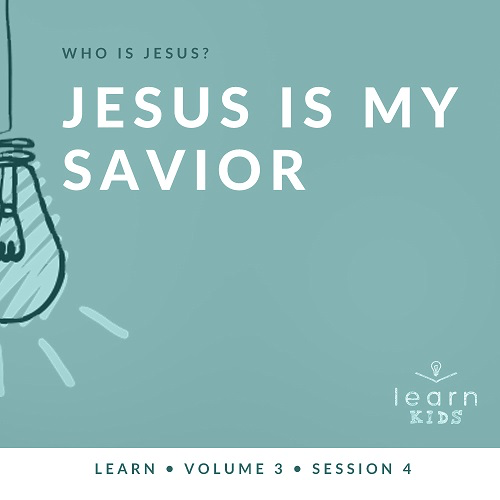 WHO IS JESUS?
JESUS IS MY
SAVIOR
learn
KIDS
LEARN • VOLUME 3 • SESSION 4